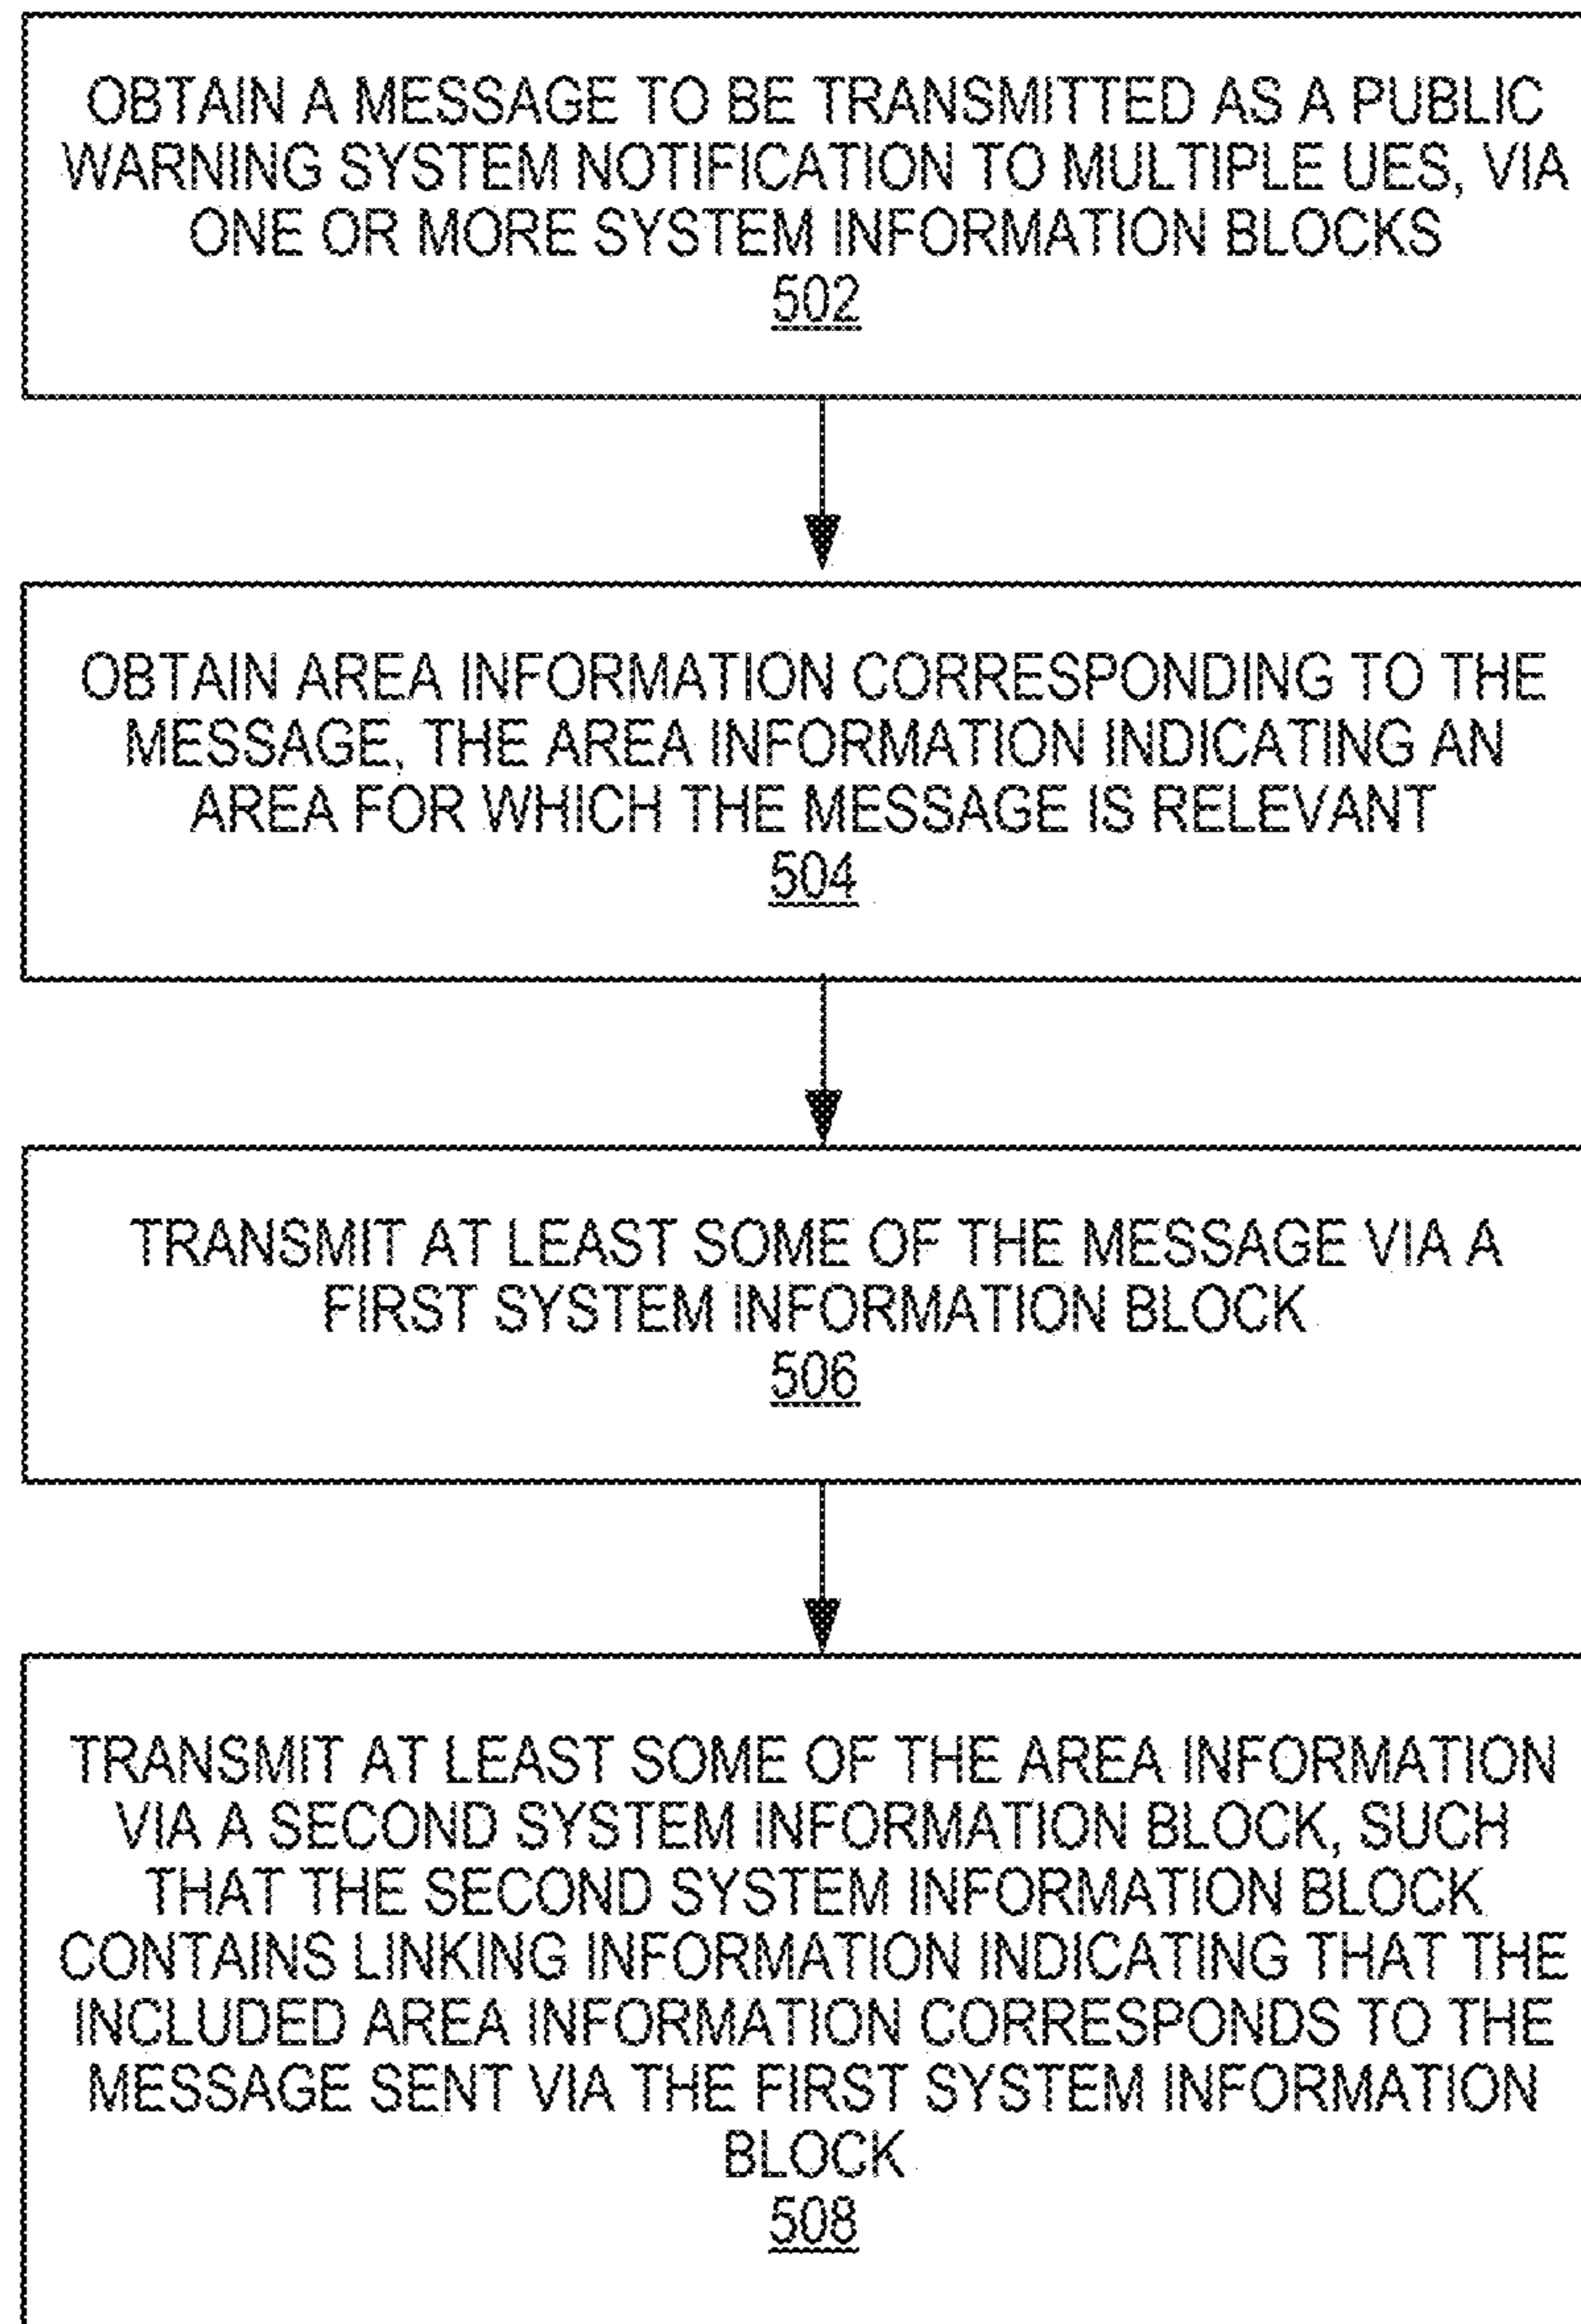 OBTAIN A MESSAGE TO BE TRANSMITTED AS A PUBLIC
WARNING SYSTEM NOTIFICATION TO MULTIPLE UES, VIA
ONE OR MORE SYSTEM INFORMATION BLOCKS
502
OBTAIN AREA INFORMATION CORRESPONDING TO THE
MESSAGE, THE AREA INFORMATION INDICATING AN
AREA FOR WHICH THE MESSAGE IS RELEVANT
504
TRANSMIT AT LEAST SOME OF THE MESSAGE VIA A
FIRST SYSTEM INFORMATION BLOCK
506
TRANSMIT AT LEAST SOME OF THE AREA INFORMATION
VIA A SECOND SYSTEM INFORMATION BLOCK, SUCH
THAT THE SECOND SYSTEM INFORMATION BLOCK
CONTAINS LINKING INFORMATION INDICATING THAT THE
INCLUDED AREA INFORMATION CORRESPONDS TO THE
MESSAGE SENT VIA THE FIRST SYSTEM INFORMATION
BLOCK
508